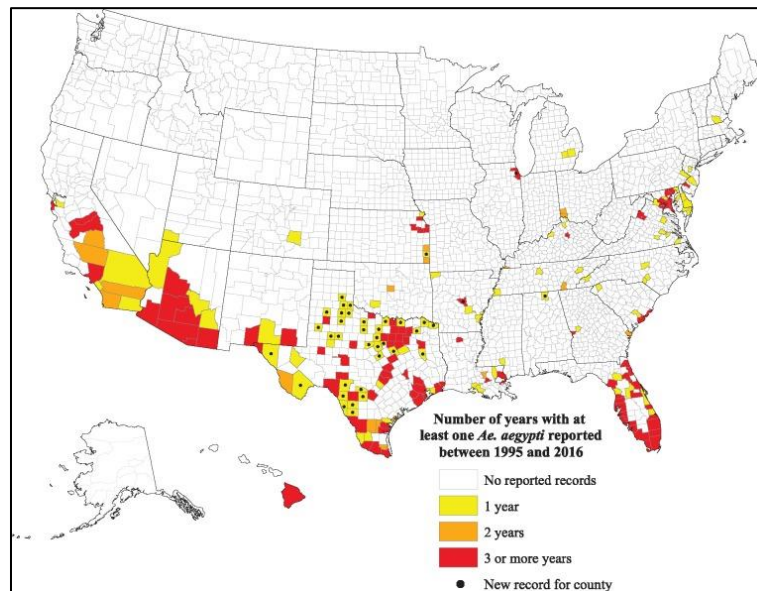 Number of years with at
least one Ae. aegypti reported
between 1995 and 2016
No reported records
1 year
2 years
3 or more years
New record for county